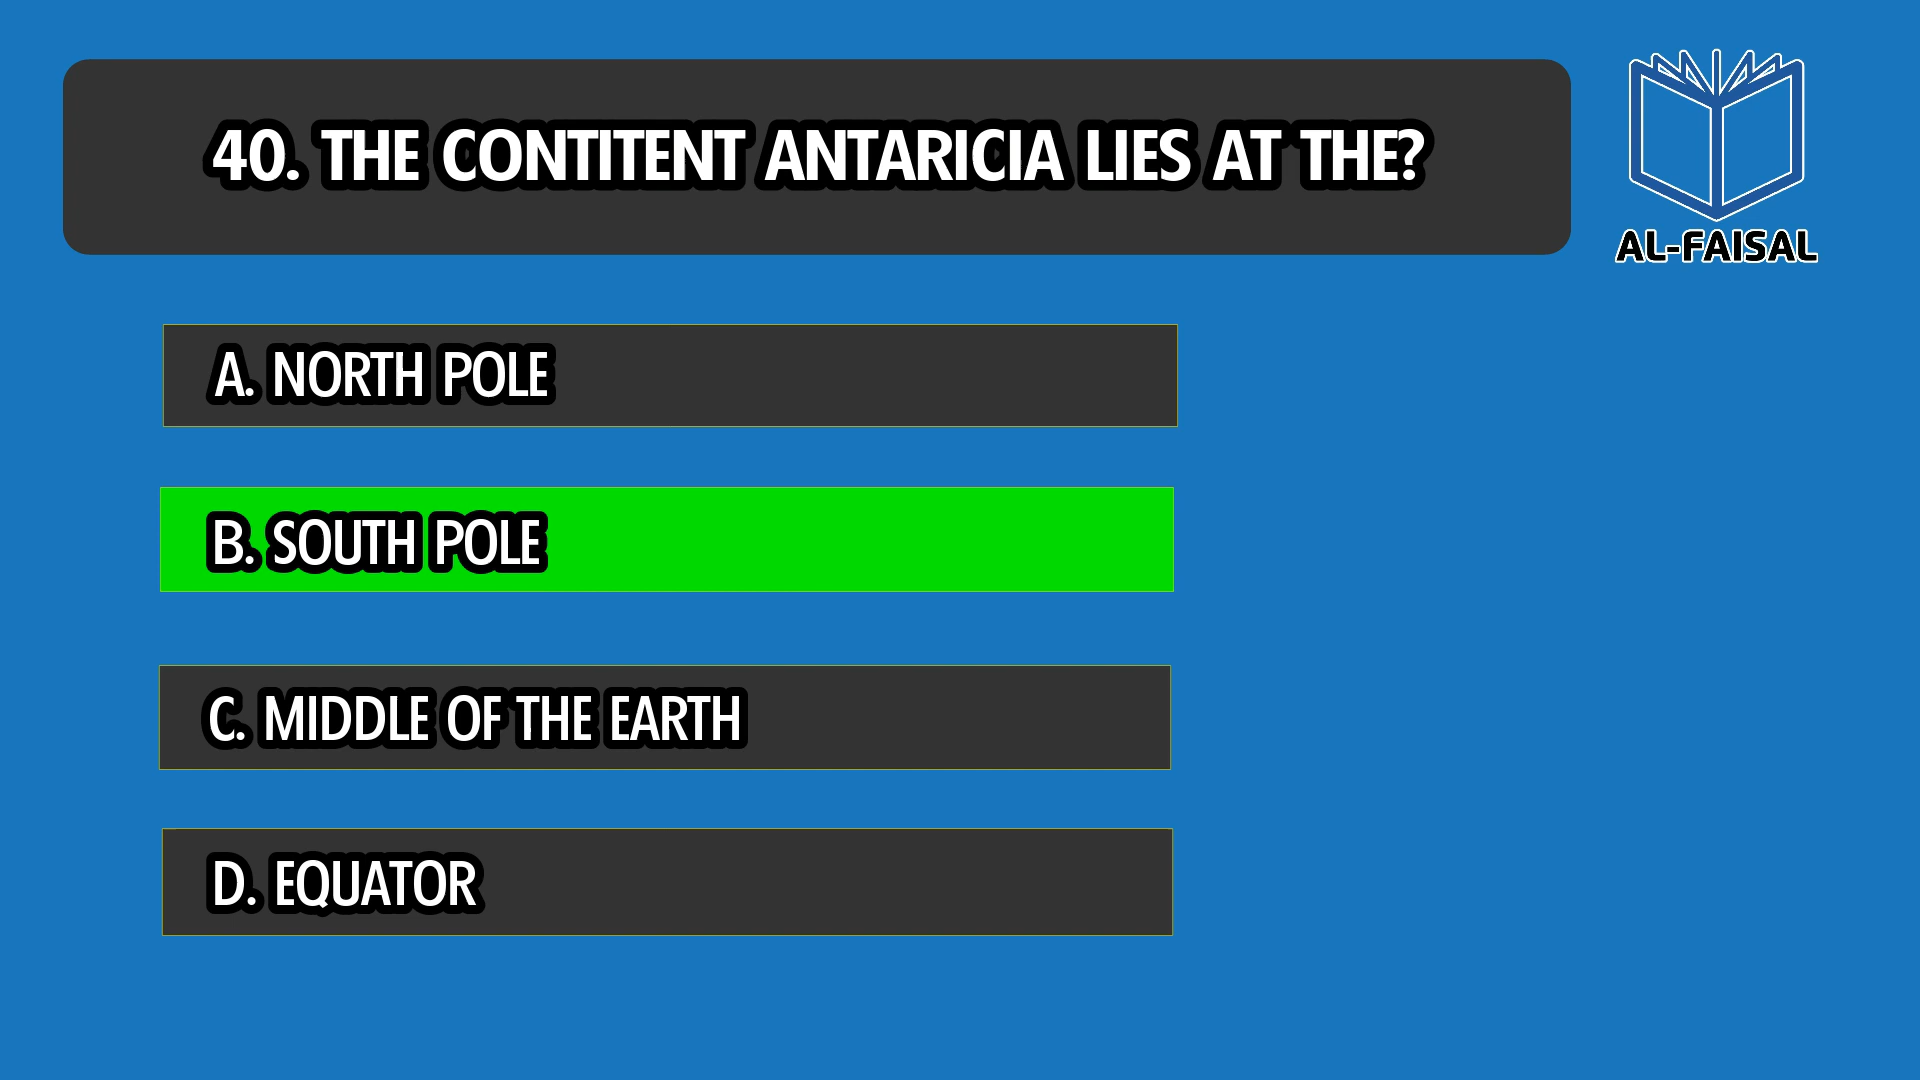 40. THE CONTITENT ANTARICIA LIES AT THE?
AL-FAISAL
A. NORTH POLE
B. SOUTH POLE
C. MIDDLE OF THE EARTH
D. EQUATOR